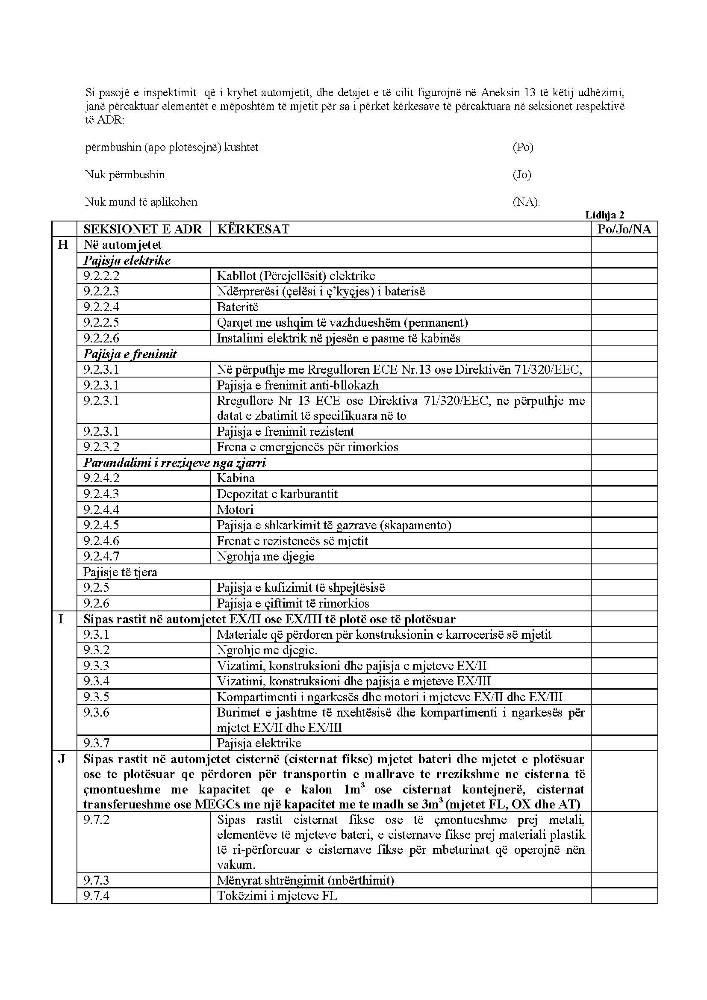 Si pasojë e inspektimit që i kryhet automjetit, dhe detajet e të cilit figurojnë në Aneksin 13 të këtij udhëzimi,
janë përcaktuar elementët e mëposhtëm të mjetit për sa i përket kërkesave të përcaktuara në seksionet respektivë
të ADR:
përmbushin (apo plotësojnë) kushtet (Po)
Nuk përmbushin (Jo)
Nuk mund të aplikohen (NA).
Lidhja 2
SEKSIONET E ADR KËRKESAT Po/Jo/NA
H Në automjetet
Pajisja elektrike
9.2.2.2 Kabllot (Përcjellësit) elektrike
9.2.2.3 Ndërprerësi (çelësi i ç’kyçjes) i baterisë
9.2.2.4 Bateritë
9.2.2.5 Qarqet me ushqim të vazhdueshëm (permanent)
9.2.2.6 Instalimi elektrik në pjesën e pasme të kabinës
Pajisja e frenimit
9.2.3.1 Në përputhje me Rregulloren ECE Nr.13 ose Direktivën 71/320/EEC,
9.2.3.1 Pajisja e frenimit anti-bllokazh
9.2.3.1 Rregullore Nr 13 ECE ose Direktiva 71/320/EEC, ne përputhje me
datat e zbatimit të specifikuara në to
9.2.3.1 Pajisja e frenimit rezistent
9.2.3.2 Frena e emergjencës për rimorkios
Parandalimi i rreziqeve nga zjarri
9.2.4.2 Kabina
9.2.4.3 Depozitat e karburantit
9.2.4.4 Motori
9.2.4.5 Pajisja e shkarkimit të gazrave (skapamento)
9.2.4.6 Frenat e rezistencës së mjetit
9.2.4.7 Ngrohja me djegie
Pajisje të tjera
9.2.5 Pajisja e kufizimit të shpejtësisë
9.2.6 Pajisja e çiftimit të rimorkios
I Sipas rastit në automjetet EX/II ose EX/III të plotë ose të plotësuar
9.3.1 Materiale që përdoren për konstruksionin e karrocerisë së mjetit
9.3.2 Ngrohje me djegie.
9.3.3 Vizatimi, konstruksioni dhe pajisja e mjeteve EX/II
9.3.4 Vizatimi, konstruksioni dhe pajisja e mjeteve EX/III
9.3.5 Kompartimenti i ngarkesës dhe motori i mjeteve EX/II dhe EX/III
9.3.6 Burimet e jashtme të nxehtësisë dhe kompartimenti i ngarkesës për
mjetet EX/II dhe EX/III
9.3.7 Pajisja elektrike
J Sipas rastit në automjetet cisternë (cisternat fikse) mjetet bateri dhe mjetet e plotësuar
ose te plotësuar qe përdoren për transportin e mallrave te rrezikshme ne cisterna të
çmontueshme me kapacitet qe e kalon 1m³ ose cisternat kontejnerë, cisternat
transferueshme ose MEGCs me një kapacitet me te madh se 3m³ (mjetet FL, OX dhe AT)
9.7.2 Sipas rastit cisternat fikse ose të çmontueshme prej metali,
elementëve të mjeteve bateri, e cisternave fikse prej materiali plastik
të ri-përforcuar e cisternave fikse për mbeturinat që operojnë nën
vakum.
9.7.3 Mënyrat shtrëngimit (mbërthimit)
9.7.4 Tokëzimi i mjeteve FL